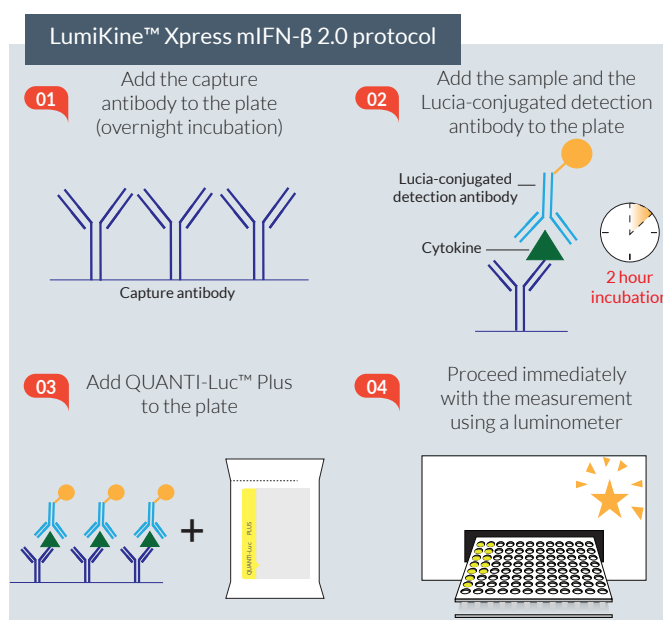 LumiKine™ Xpress mIFN-β 2.0 protocol
01
Add the capture
antibody to the plate
(overnight incubation)
Capture antibody
02
Add the sample and the
Lucia-conjugated detection
antibody to the plate
Lucia-conjugated
detection antibody
Cytokine
2 hour
incubation
03
Add QUANTI-Luc™ Plus
to the plate
+
QUANTI-Luc PLUS
04
Proceed immediately
with the measurement
using a luminometer